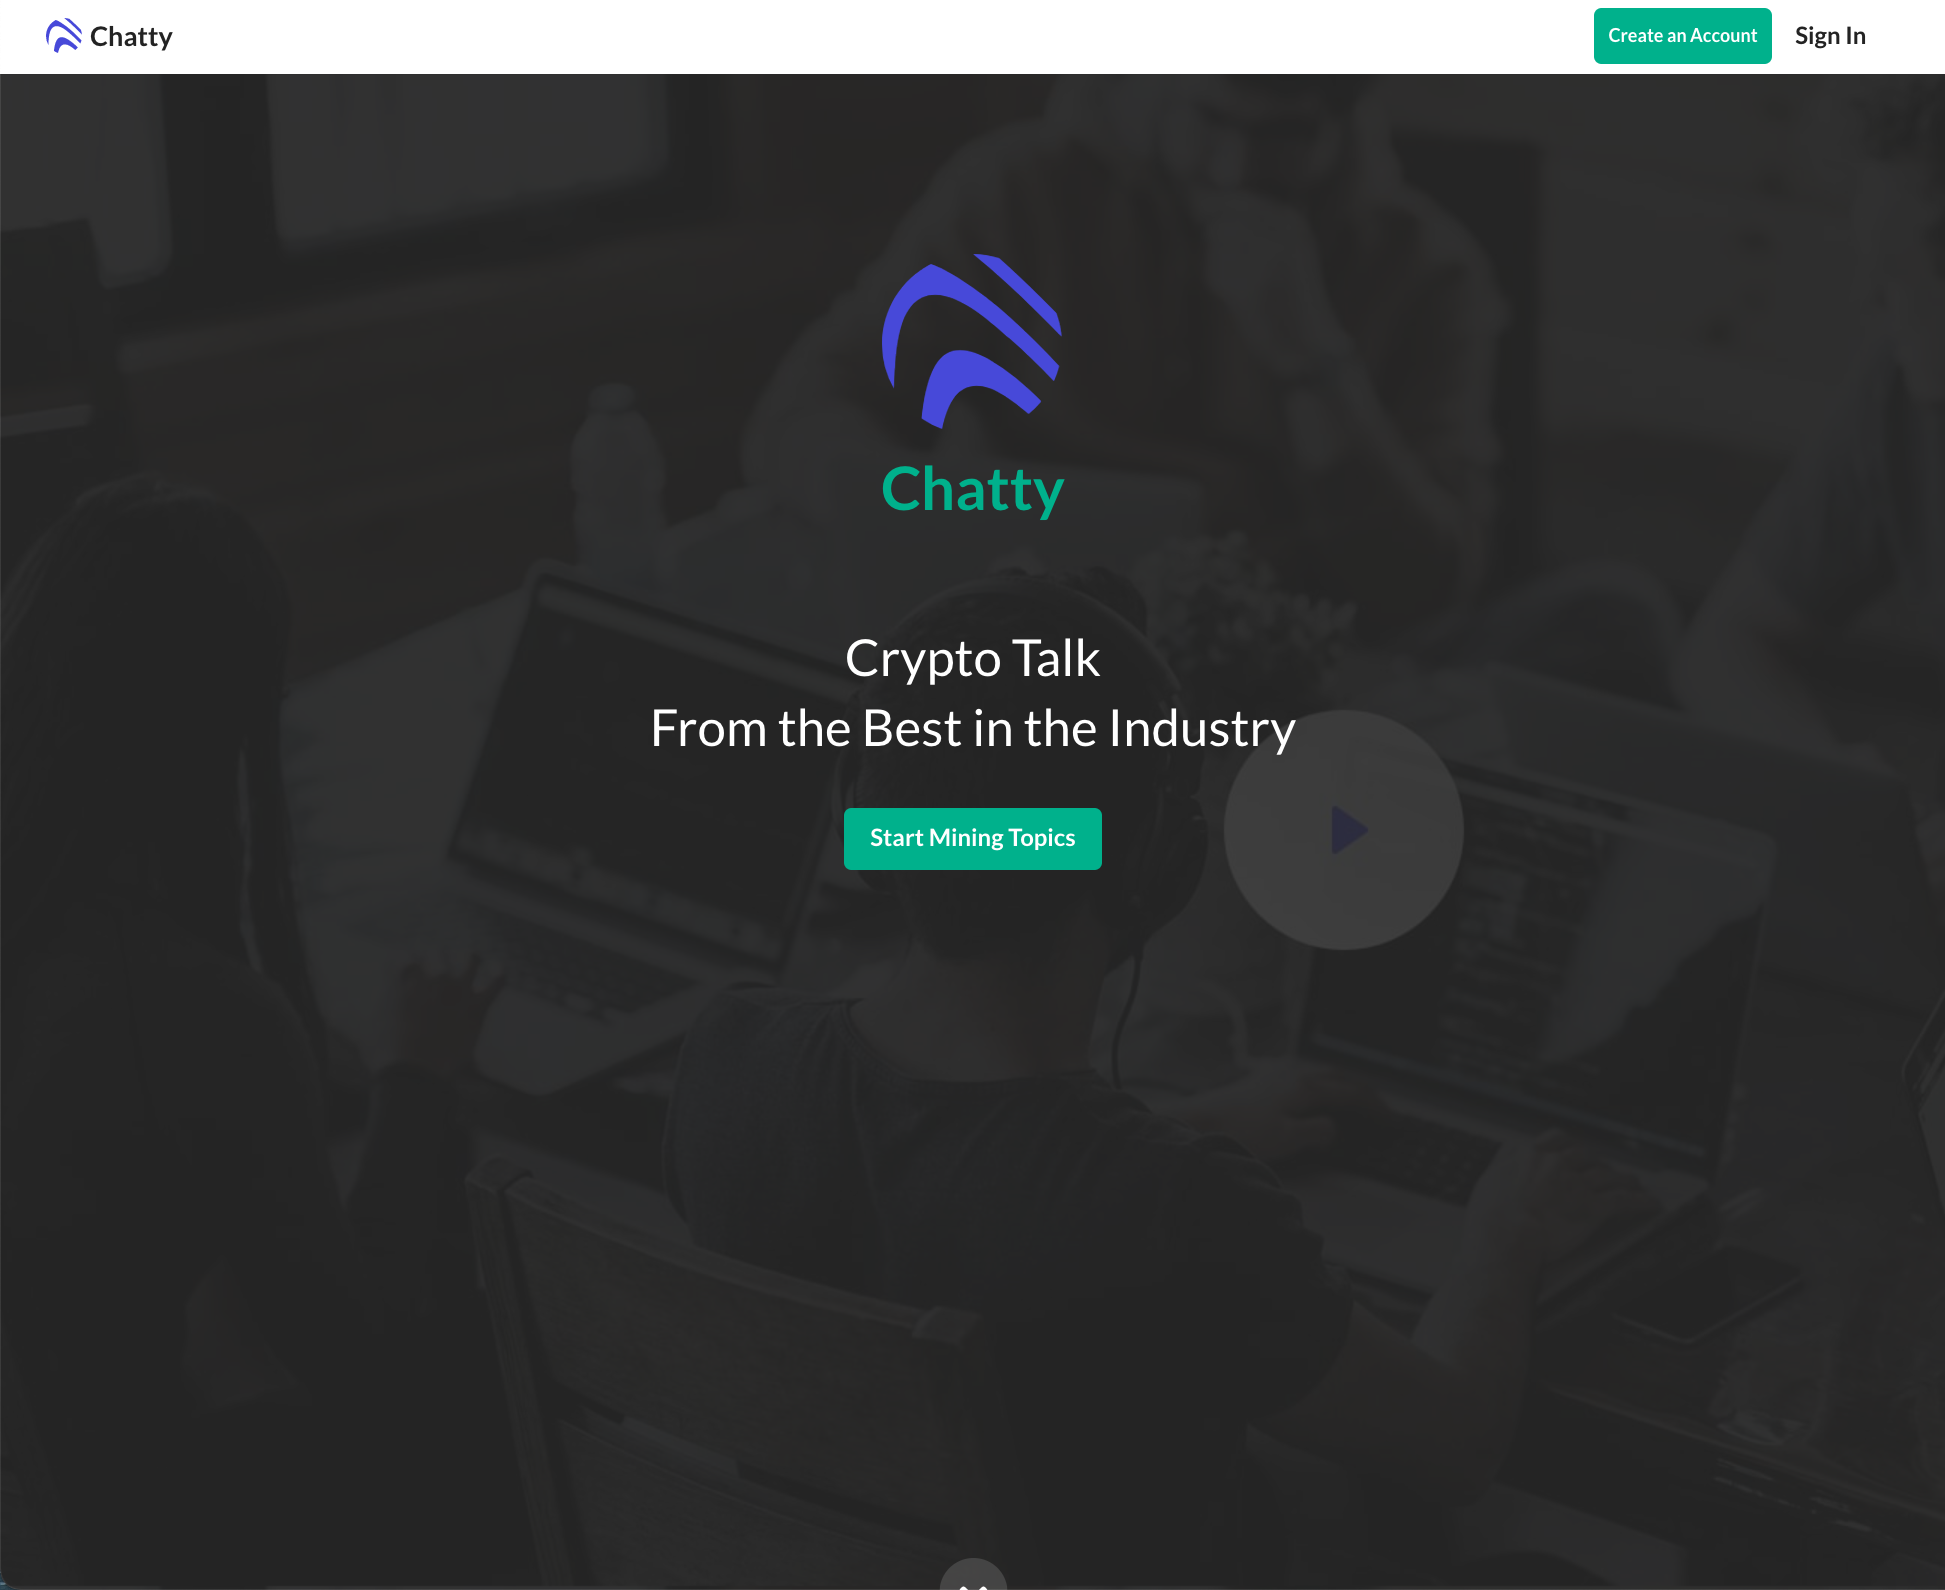 Chatty
Create an Account
Sign In
Chatty
Crypto Talk
From the Best in the Industry
Start Mining Topics